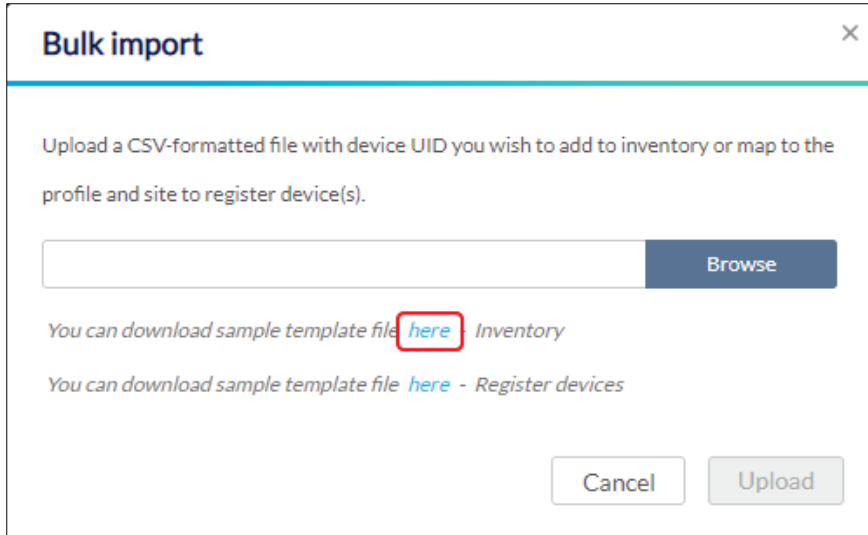 Bulk import
Upload a CSV-formatted file with device UID you wish to add to inventory or map to the
profile and site to register device(s).
Browse
You can download sample template file here - Inventory
You can download sample template file here - Register devices
Cancel
Upload